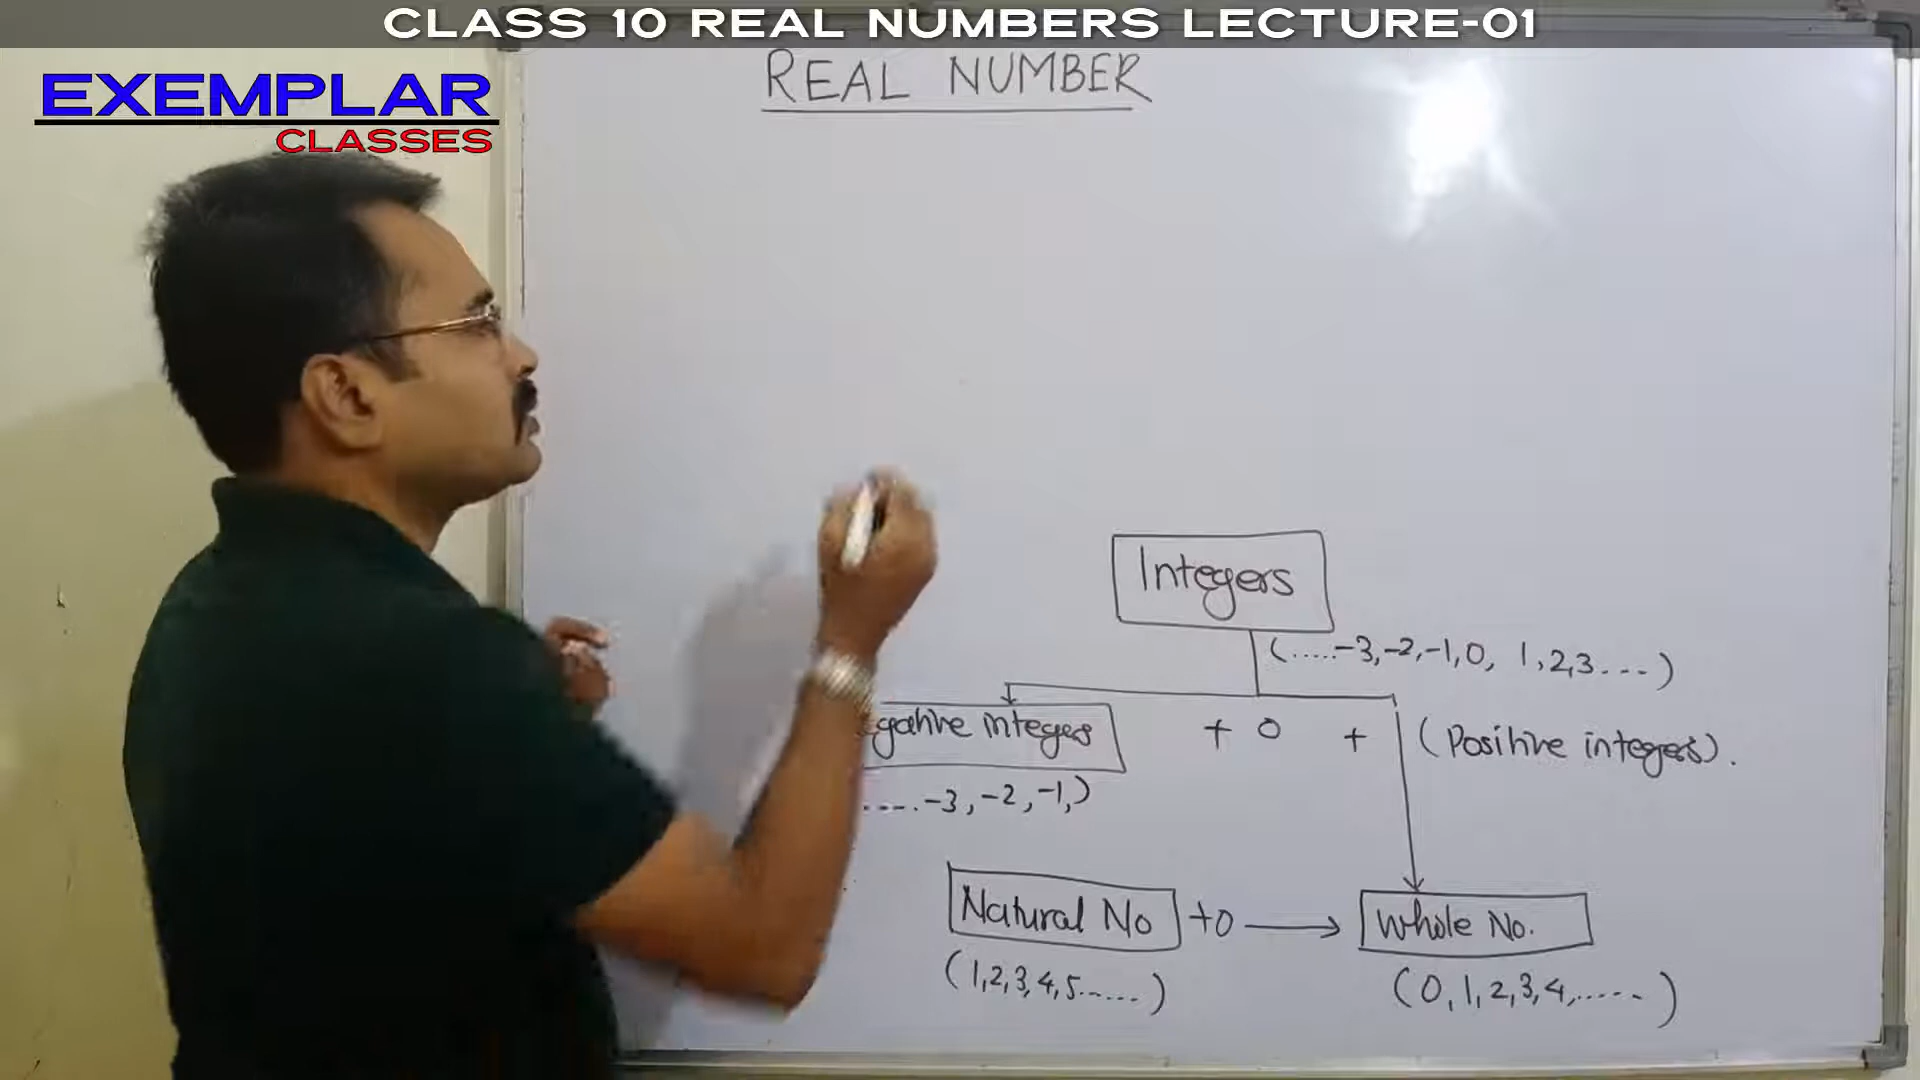 CLASS 10 REAL NUMBERS LECTURE-01
EXEMPLAR
CLASSES
REAL NUMBER
Integers
(.....-3,-2,-1,0, 1,2,3...)
integers
+ 0 + (Positive integers).
....-3,-2,-1,)
Natural No +0 → Whole No.
(1,2,3,4,5......)
(0,1,2,3,4,.....)